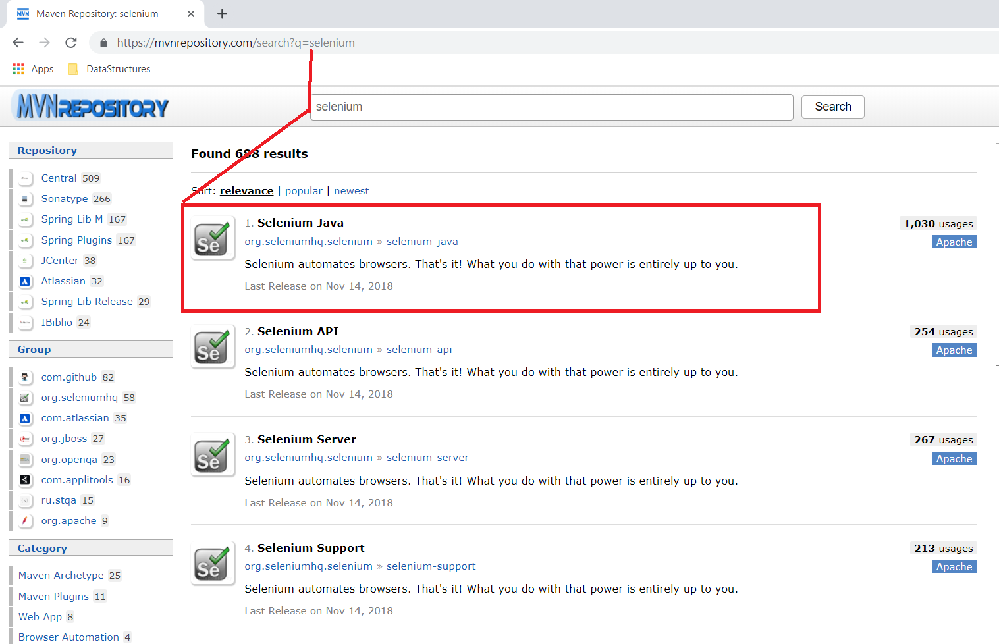 MVN Maven Repository: selenium
https://mvnrepository.com/search?q=selenium
Apps DataStructures
MVNREPOSITORY
selenium
Search
Repository
Central 509
Sonatype 266
Spring Lib M 167
Spring Plugins 167
JCenter 38
Atlassian 32
Spring Lib Release 29
IBiblio 24
Group
com.github 82
org.seleniumhq 58
com.atlassian 35
org.jboss 27
org.openqa 23
com.applitools 16
ru.stqa 15
org.apache 9
Category
Maven Archetype 25
Maven Plugins 11
Web App 8
Browser Automation 4
Found 688 results
Sort: relevance | popular | newest
Se
1. Selenium Java
1,030 usages
org.seleniumhq.selenium » selenium-java
Apache
Selenium automates browsers. That's it! What you do with that power is entirely up to you.
Last Release on Nov 14, 2018
Se
2. Selenium API
254 usages
org.seleniumhq.selenium » selenium-api
Apache
Selenium automates browsers. That's it! What you do with that power is entirely up to you.
Last Release on Nov 14, 2018
Se
3. Selenium Server
267 usages
org.seleniumhq.selenium » selenium-server
Apache
Selenium automates browsers. That's it! What you do with that power is entirely up to you.
Last Release on Nov 14, 2018
Se
4. Selenium Support
213 usages
org.seleniumhq.selenium » selenium-support
Apache
Selenium automates browsers. That's it! What you do with that power is entirely up to you.
Last Release on Nov 14, 2018